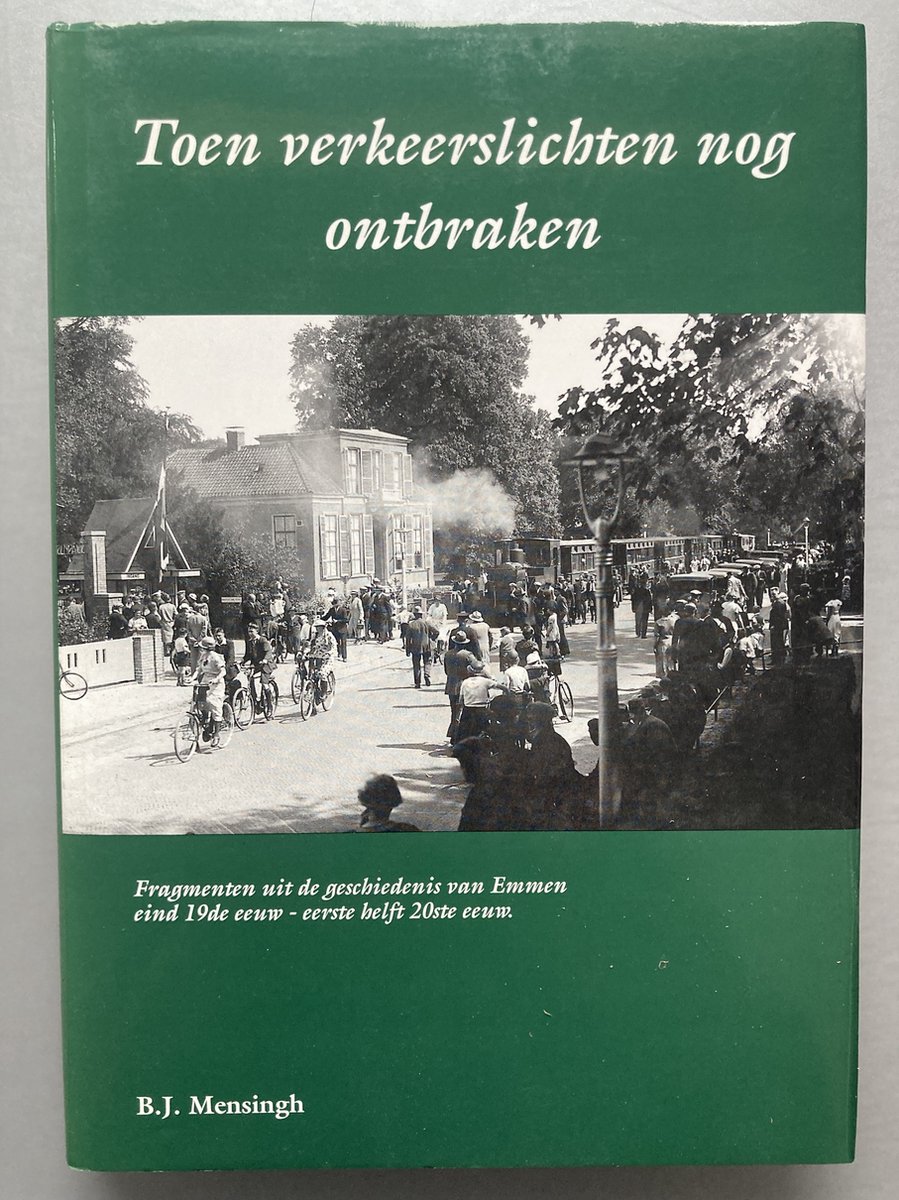 Toen verkeerslichten nog
ontbraken
Fragmenten uit de geschiedenis van Emmen
eind 19de eeuw - eerste helft 20ste eeuw.
B.J. Mensingh